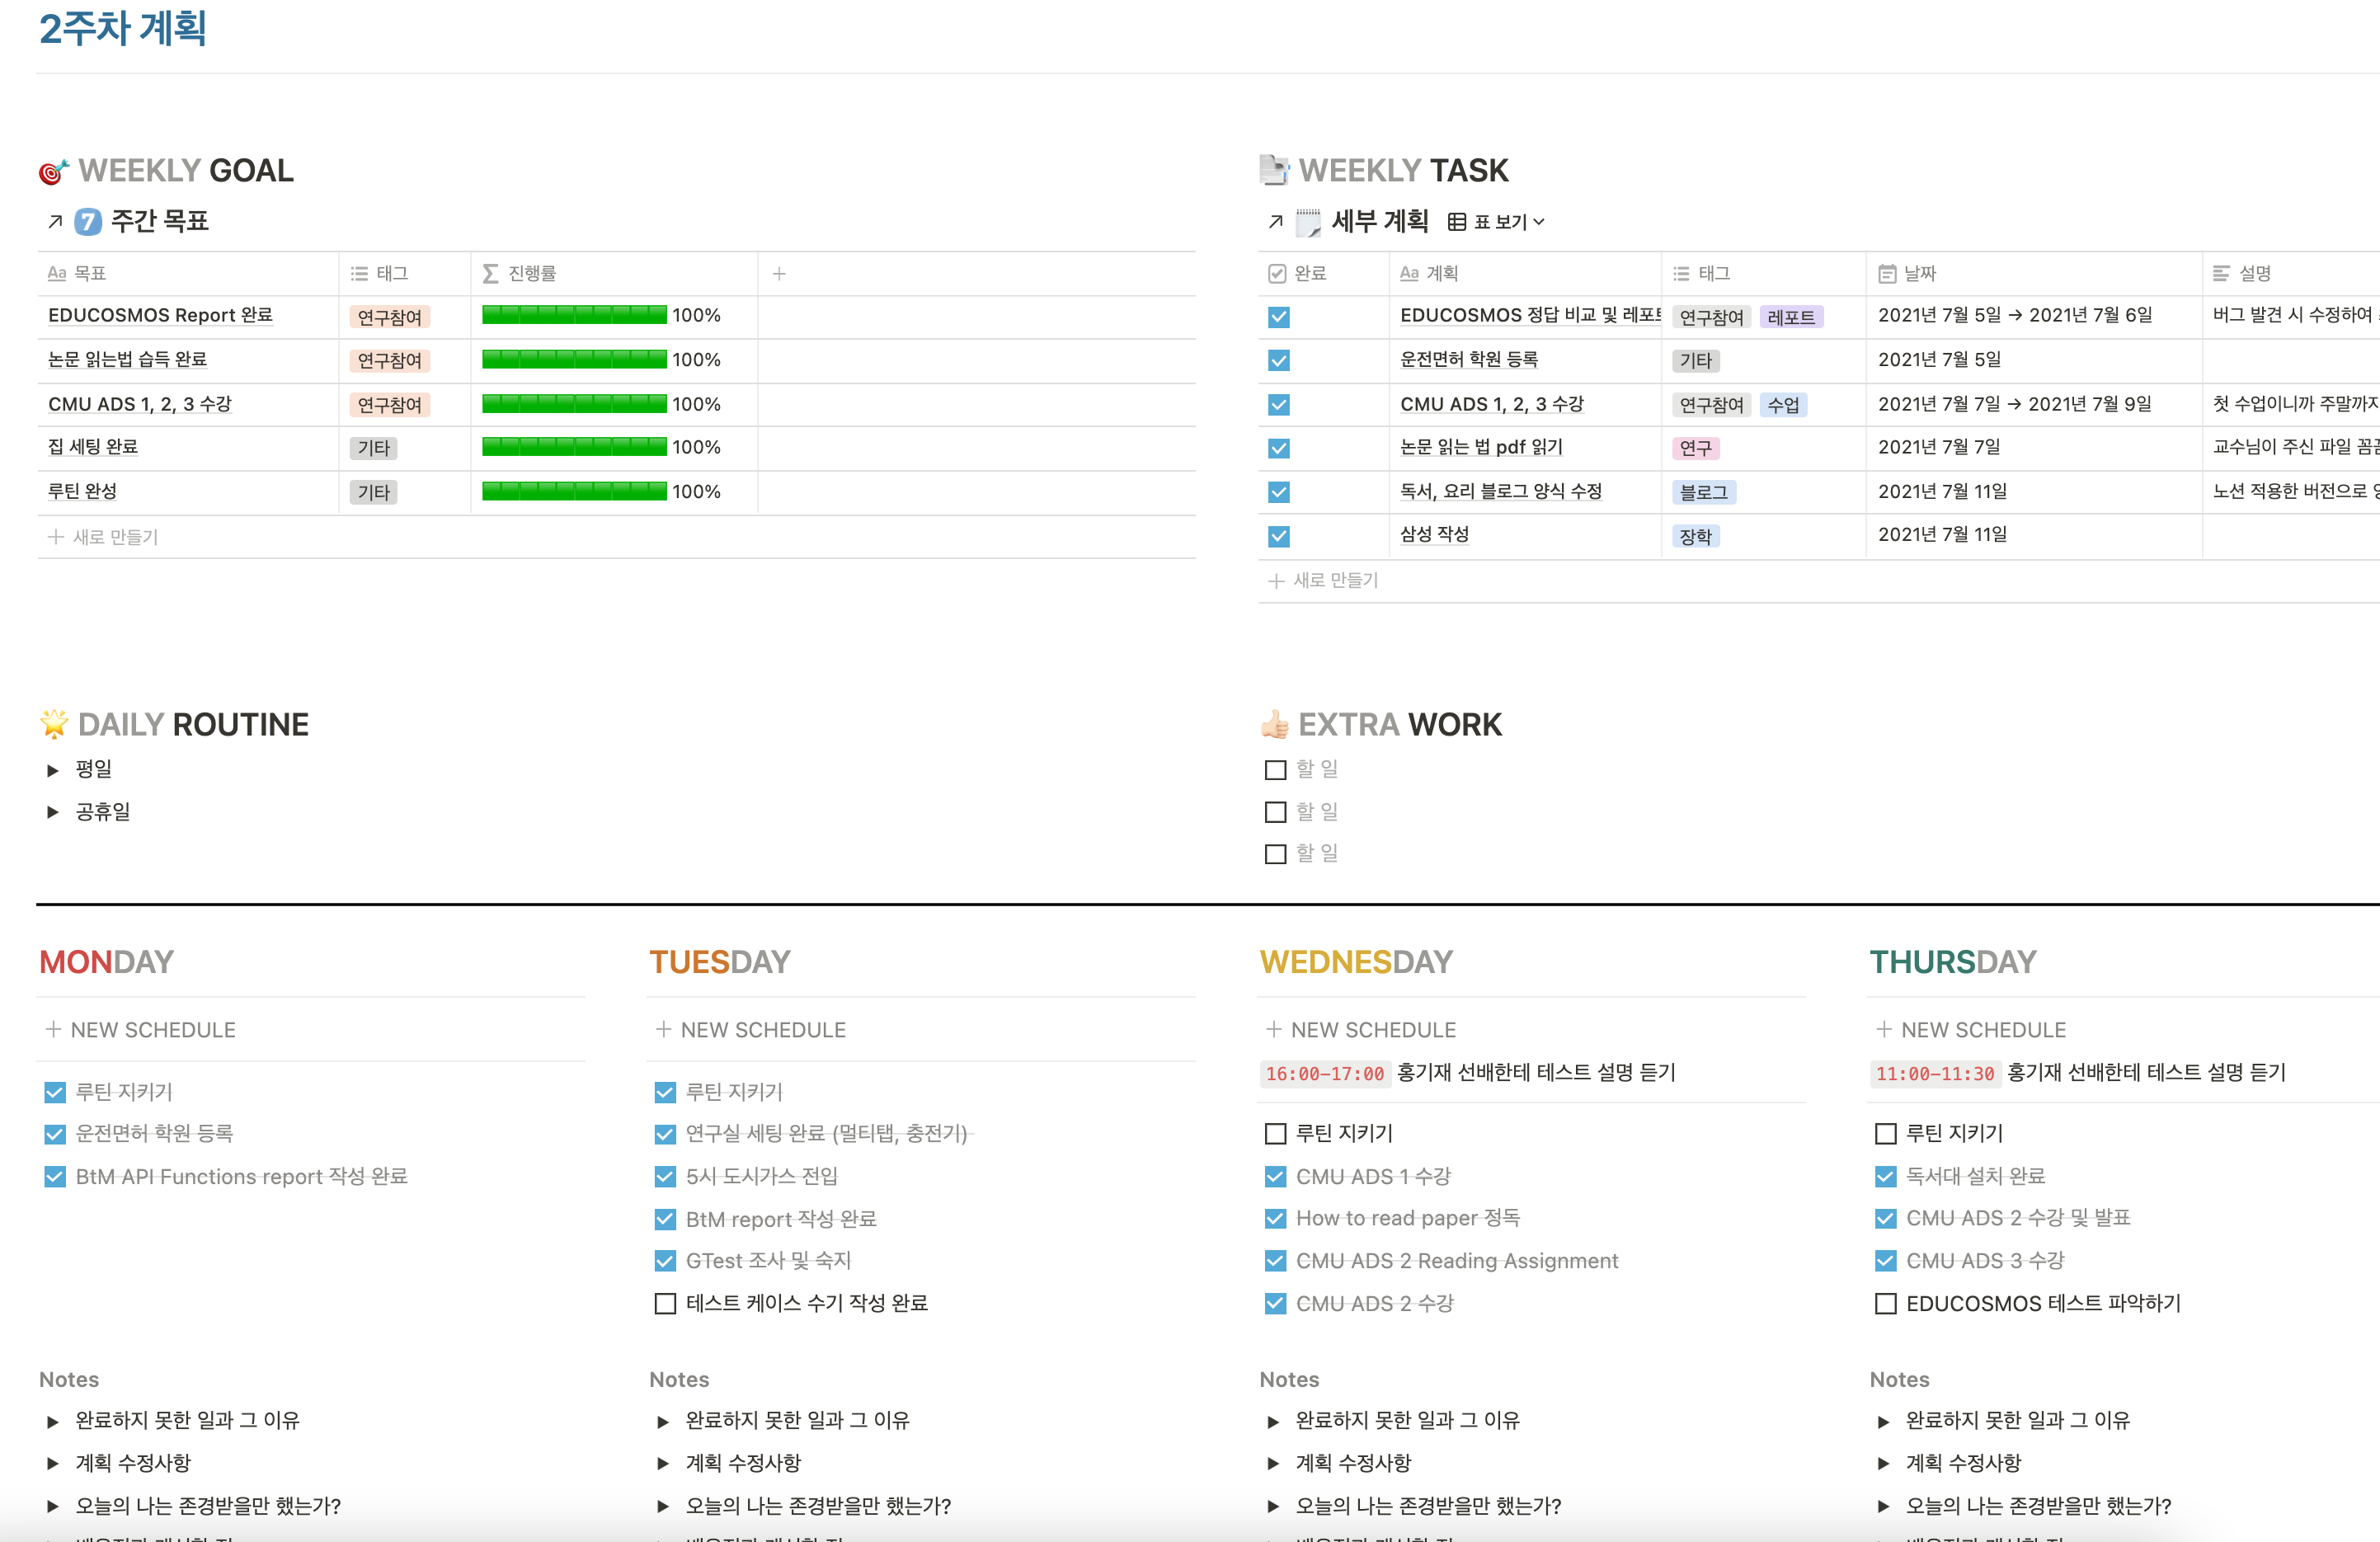 2주차 계획
WEEKLY GOAL
7 주간 목표
Aa 목표 태그 진행률
EDUCOSMOS Report 완료 연구참여 100%
논문 읽는법 습득 완료 연구참여 100%
CMU ADS 1, 2, 3 수강 연구참여 100%
집 세팅 완료 기타 100%
루틴 완성 기타 100%
새로 만들기
WEEKLY TASK
세부 계획 표 보기
완료 Aa 계획 태그 날짜 설명
EDUCOSMOS 정답 비교 및 레포트 연구참여 레포트 2021년 7월 5일 → 2021년 7월 6일 버그 발견 시 수정하여
운전면허 학원 등록 기타 2021년 7월 5일
CMU ADS 1, 2, 3 수강 연구참여 수업 2021년 7월 7일 → 2021년 7월 9일 첫 수업이니까 주말까지
논문 읽는 법 pdf 읽기 연구 2021년 7월 7일 교수님이 주신 파일
독서, 요리 블로그 양식 수정 블로그 2021년 7월 11일 노션 적용한 버전으로
삼성 작성 장학 2021년 7월 11일
새로 만들기
DAILY ROUTINE
평일
공휴일
EXTRA WORK
할 일
할 일
할 일
MONDAY
NEW SCHEDULE
루틴 지키기
운전면허 학원 등록
BtM API Functions report 작성 완료
Notes
완료하지 못한 일과 그 이유
계획 수정사항
오늘의 나는 존경받을만 했는가?
TUESDAY
NEW SCHEDULE
루틴 지키기
연구실 세팅 완료 (멀티탭, 충전기)
5시 도시가스 전입
BtM report 작성 완료
GTest 조사 및 숙지
테스트 케이스 수기 작성 완료
Notes
완료하지 못한 일과 그 이유
계획 수정사항
오늘의 나는 존경받을만 했는가?
WEDNESDAY
NEW SCHEDULE
16:00-17:00 홍기재 선배한테 테스트 설명 듣기
루틴 지키기
CMU ADS 1 수강
How to read paper 정독
CMU ADS 2 Reading Assignment
CMU ADS 2 수강
Notes
완료하지 못한 일과 그 이유
계획 수정사항
오늘의 나는 존경받을만 했는가?
THURSDAY
NEW SCHEDULE
11:00-11:30 홍기재 선배한테 테스트 설명 듣기
루틴 지키기
독서대 설치 완료
CMU ADS 2 수강 및 발표
CMU ADS 3 수강
EDUCOSMOS 테스트 파악하기
Notes
완료하지 못한 일과 그 이유
계획 수정사항
오늘의 나는 존경받을만 했는가?